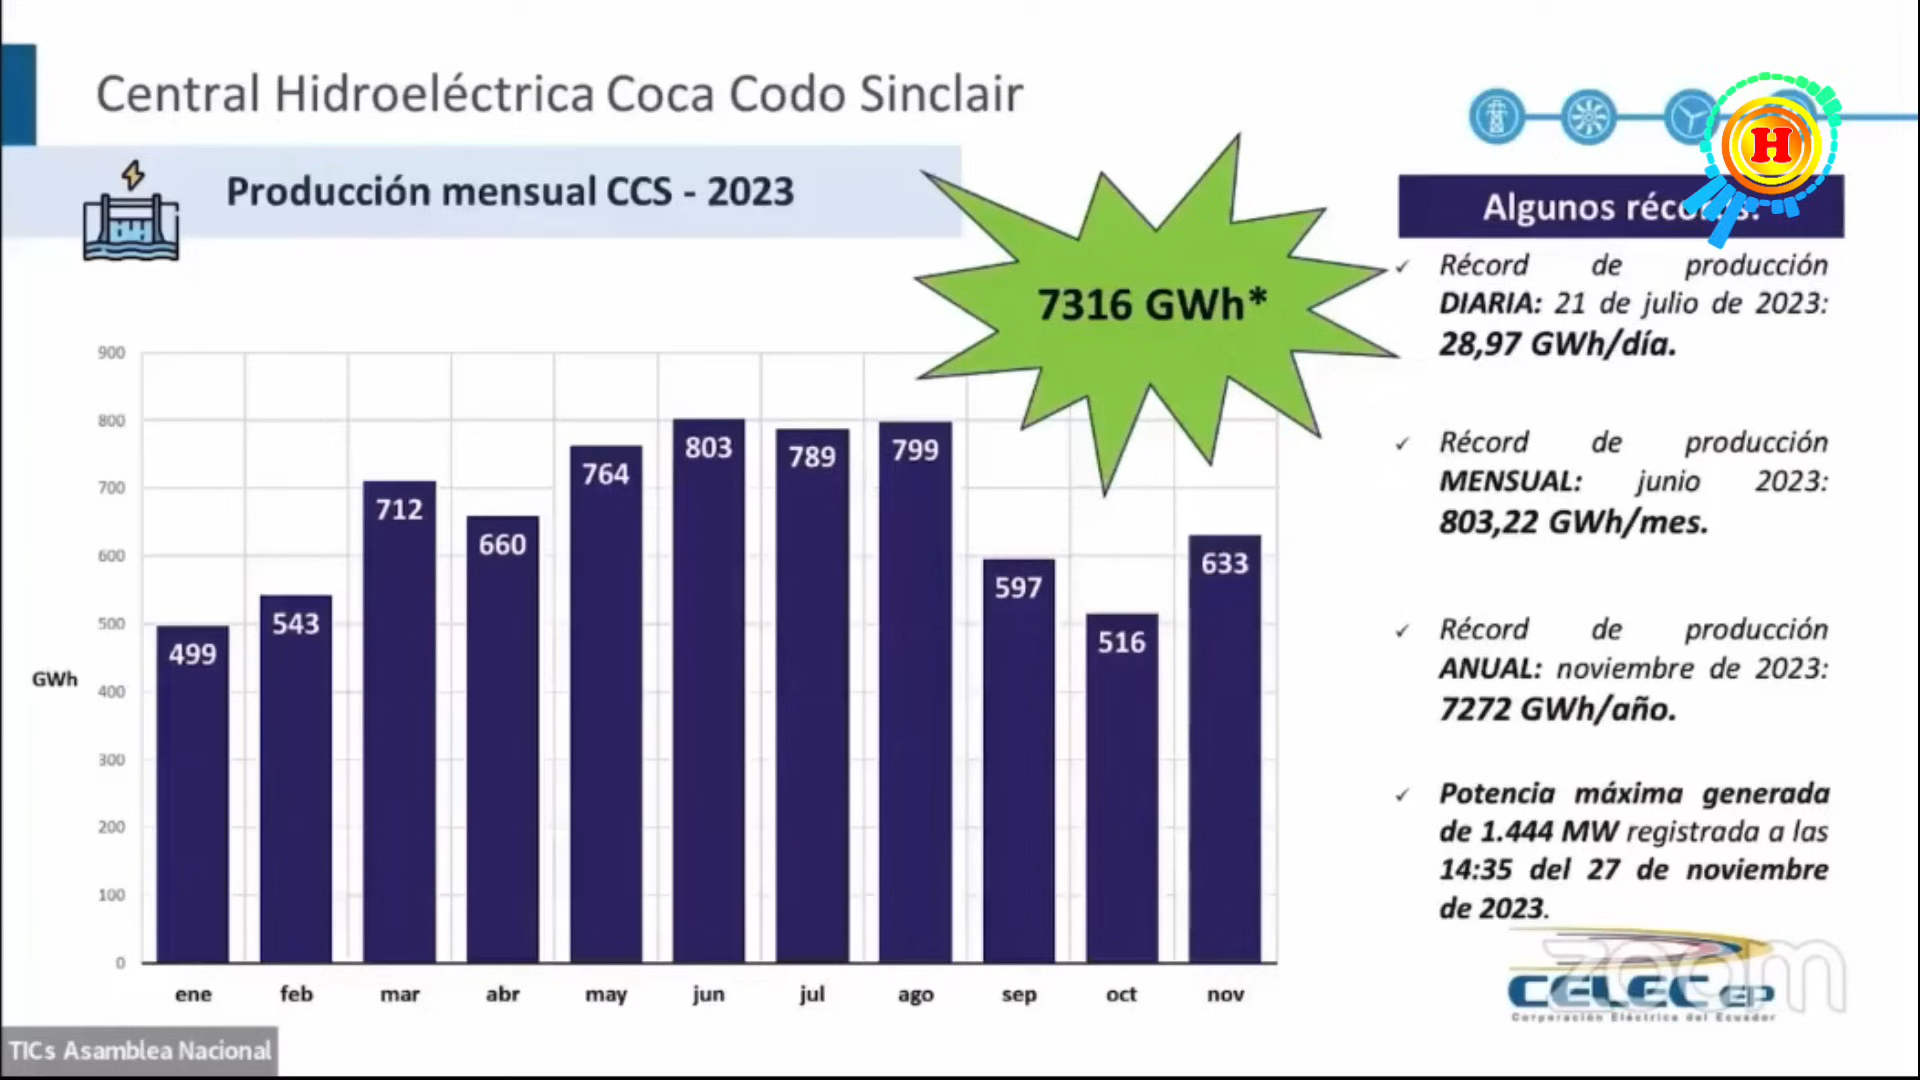 Central Hidroeléctrica Coca Codo Sinclair
Producción mensual CCS - 2023
7316 GWh*
H
Algunos
Récord de producción
DIARIA: 21 de julio de 2023:
28,97 GWh/día.
Récord de producción
MENSUAL: junio 2023:
803,22 GWh/mes.
Récord de producción
ANUAL: noviembre de 2023:
7272 GWh/año.
Potencia máxima generada
de 1.444 MW registrada a las
14:35 del 27 de noviembre
de 2023.
900
800
700
600
500
400
300
200
100
0
GWh
499
543
712
660
764
803
789
799
597
516
633
ene feb mar abr may jun jul ago sep oct nov
zoom
CELEC EP
Corporación Eléctrica del Ecuador
TICs Asamblea Nacional